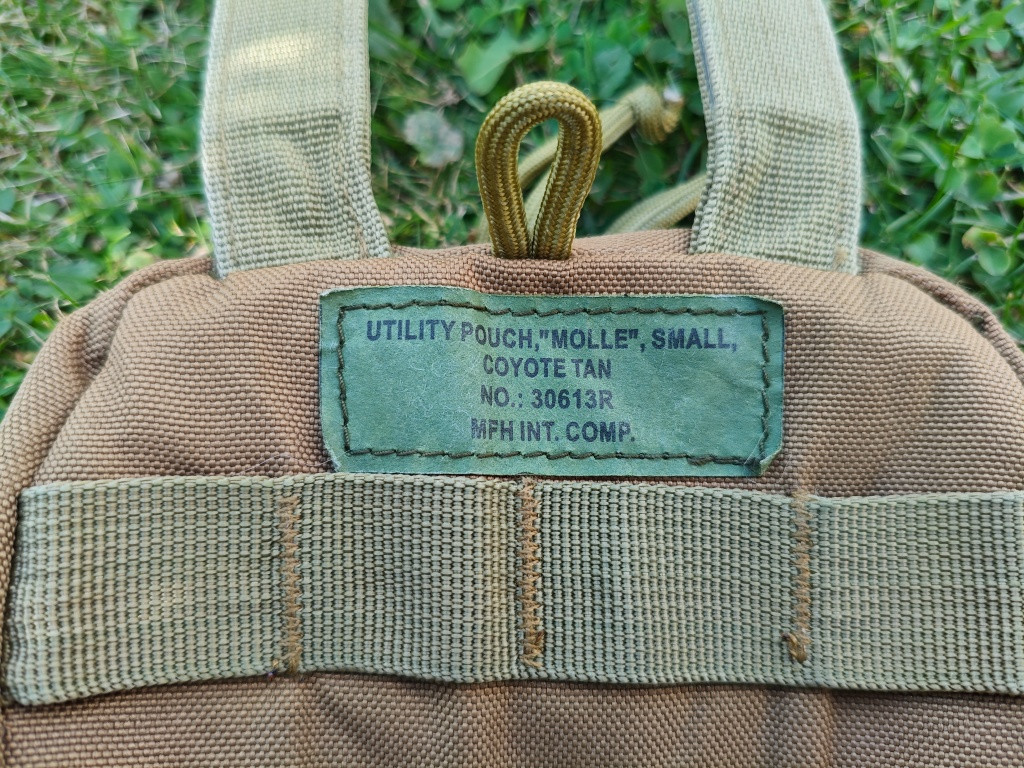 UTILITY POUCH,"MOLLE", SMALL,
COYOTE TAN
NO.: 30613R
MFH INT. COMP.